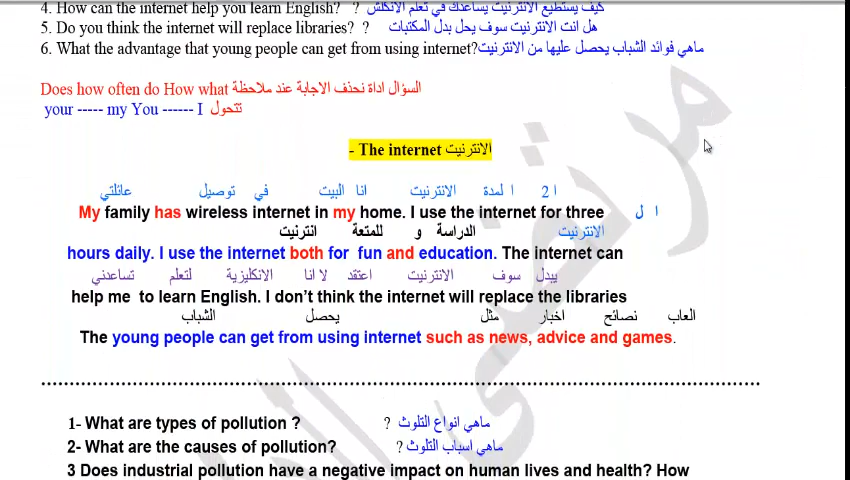 4. How can the internet help you learn English? ? كيف يستطيع الانترنيت يساعدك في تعلم الانكلش
5. Do you think the internet will replace libraries? ? هل انت الانترنيت سوف يحل بدل المكتبات
6. What the advantage that young people can get from using internet?ماهي فوائد الشباب يحصل عليها من الانترنيت
Does how often do How what السؤال اداة نحذف الاجابة عند ملاحظة
your ----- my You ------ I تتحول
- The internet الانترنيت
عائلتي توصيل في البيت انا الانترنيت المدة 2 ا
My family has wireless internet in my home. I use the internet for three ا ل
انترنيت للمتعة و الدراسة الانترنيت
hours daily. I use the internet both for fun and education. The internet can
تساعدني لتعلم الانكليزية لا انا اعتقد الانترنيت سوف يبدل
help me to learn English. I don't think the internet will replace the libraries
الشباب يحصل مثل اخبار نصائح العاب
The young people can get from using internet such as news, advice and games.
1- What are types of pollution ? ماهي انواع التلوث ?
2- What are the causes of pollution? ماهي اسباب التلوث ?
3 Does industrial pollution have a negative impact on human lives and health? How
مرتضى